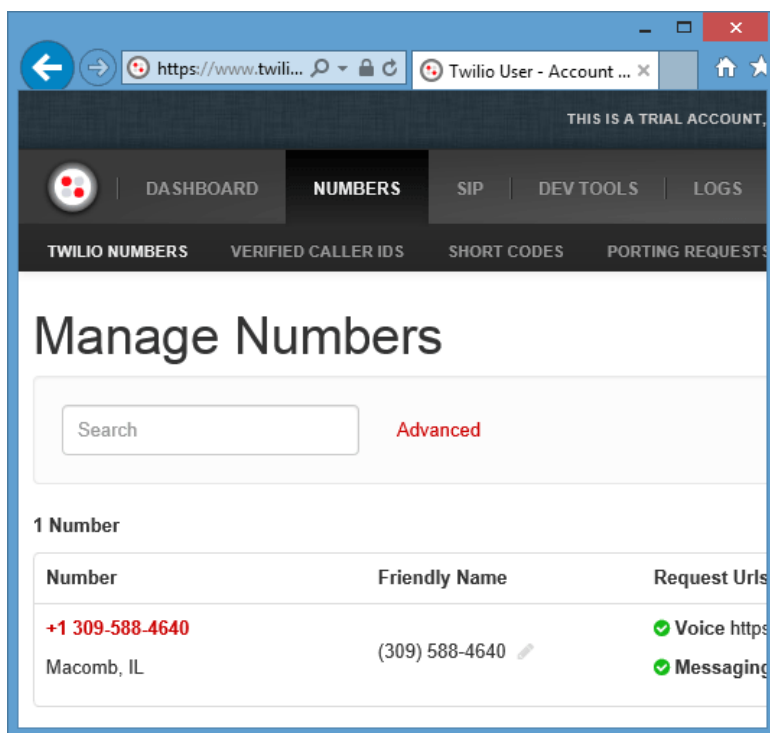 https://www.twili...
Twilio User - Account ...
THIS IS A TRIAL ACCOUNT,
DASHBOARD NUMBERS SIP DEV TOOLS LOGS
TWILIO NUMBERS VERIFIED CALLER IDS SHORT CODES PORTING REQUESTS
Manage Numbers
Search Advanced
1 Number
Number Friendly Name Request Urls
+1 309-588-4640
Macomb, IL
(309) 588-4640
Voice https
Messaging